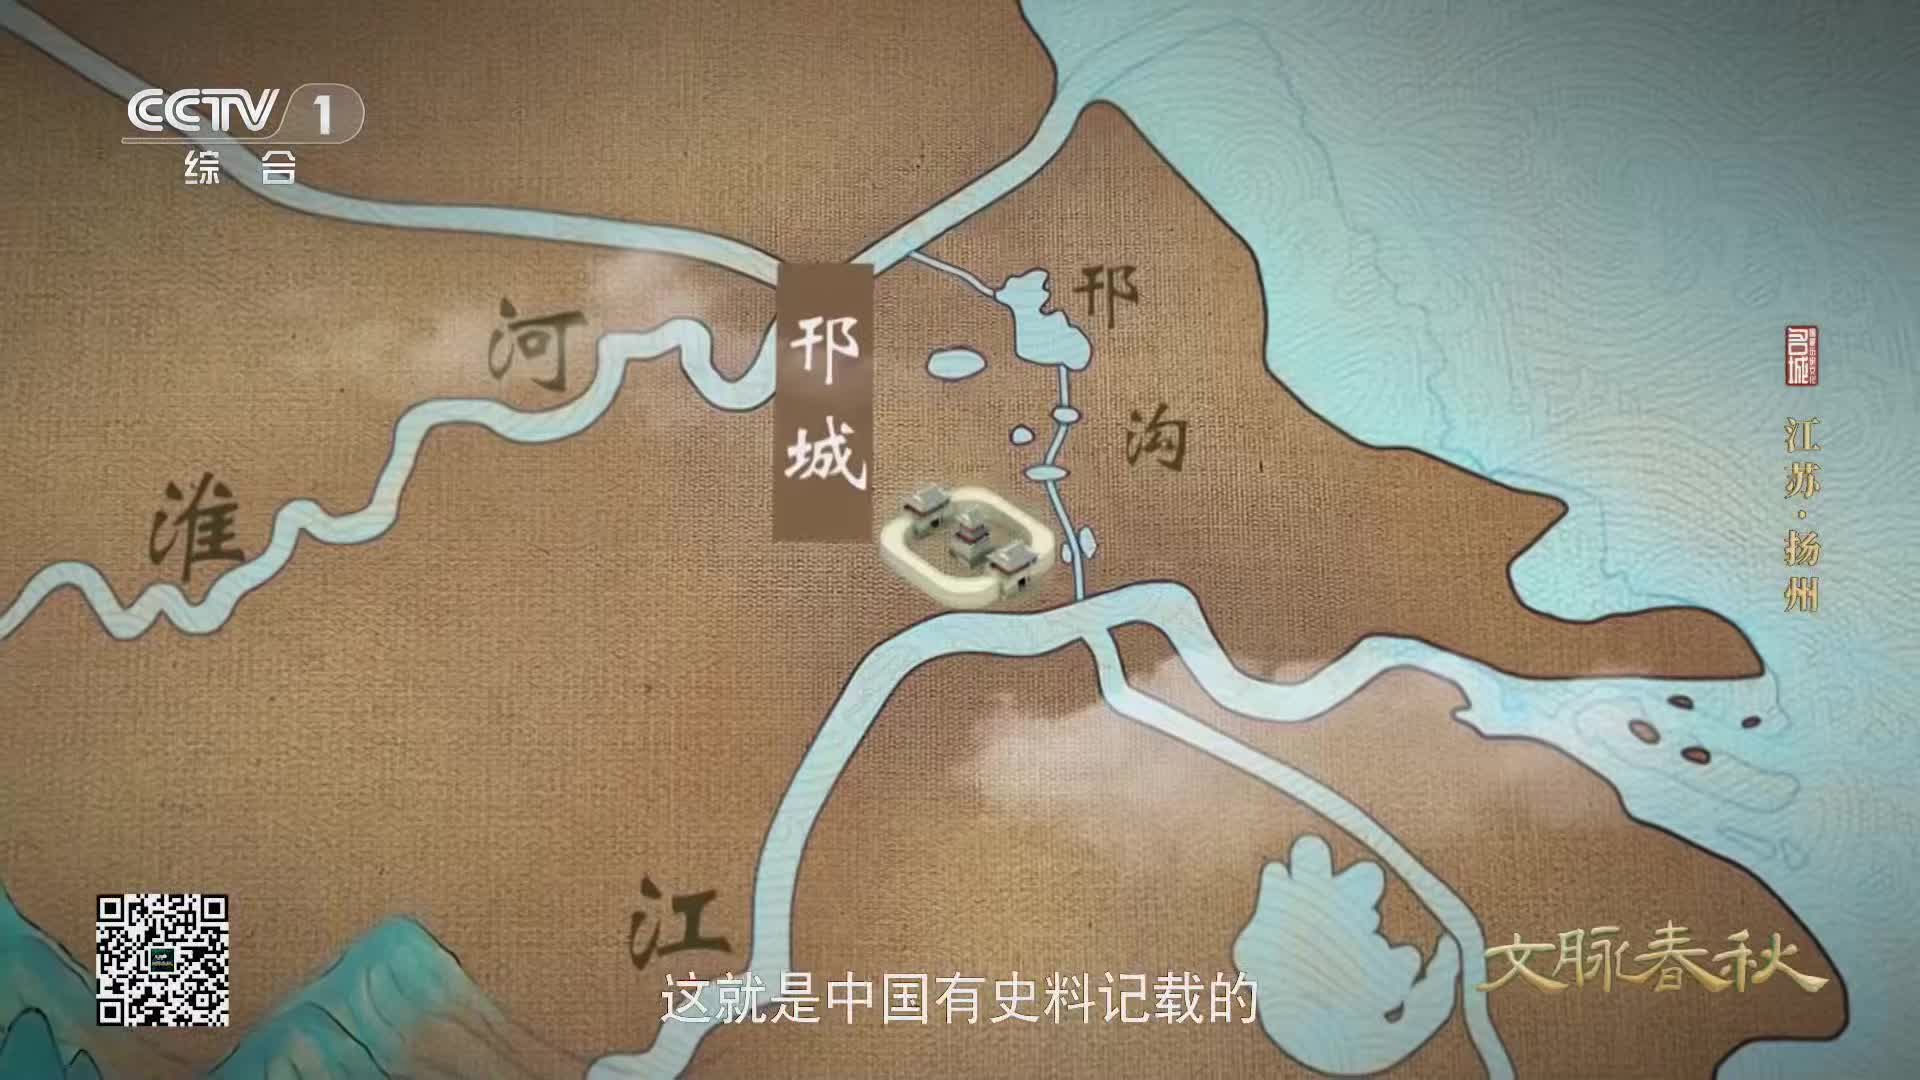 CCTV 1
综 合
河
淮
邗城
邗沟
江
名城
江苏·扬州
文脉春秋
这就是中国有史料记载的